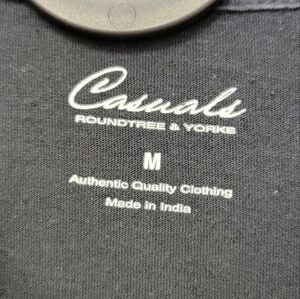 Casuals
ROUNDTREE & YORKE
M
Authentic Quality Clothing
Made in India